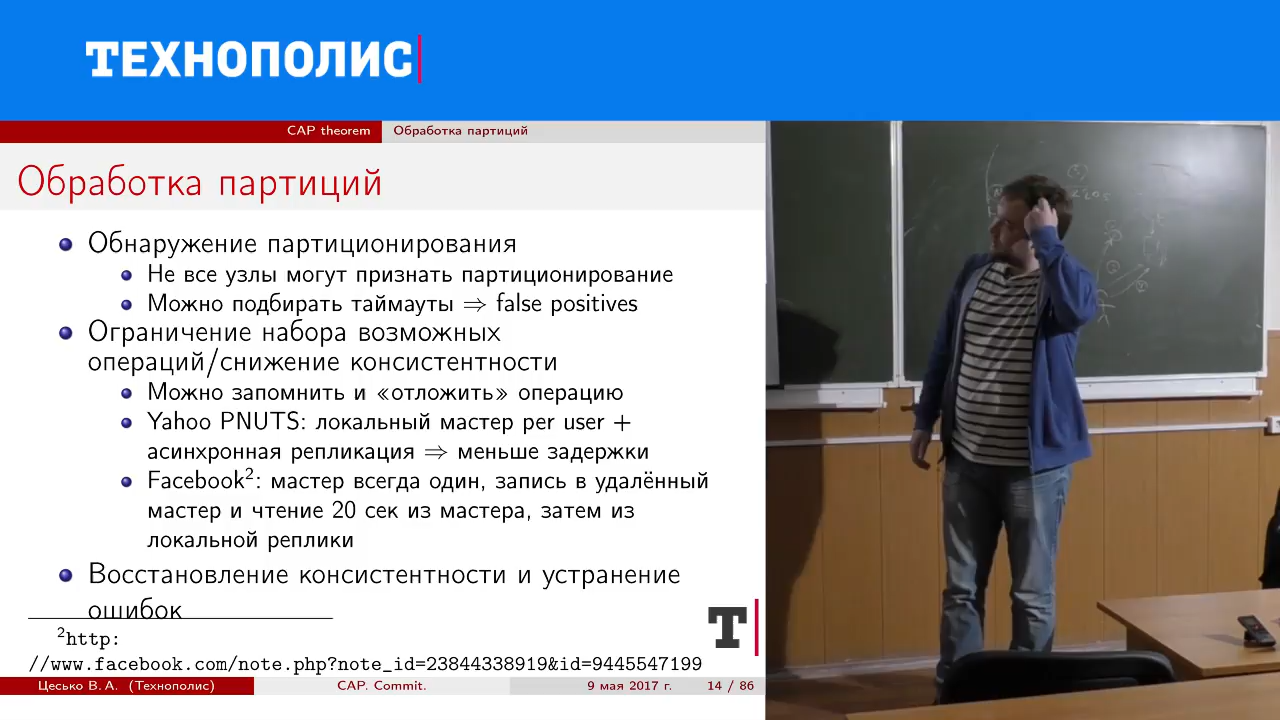 ТЕХНОПОЛИС
CAP theorem Обработка партиций
Обработка партиций
Обнаружение партиционирования
Не все узлы могут признать партиционирование
Можно подбирать таймауты ⇒ false positives
Ограничение набора возможных
операций/снижение консистентности
Можно запомнить и «отложить» операцию
Yahoo PNUTS: локальный мастер per user +
асинхронная репликация ⇒ меньше задержки
Facebook²: мастер всегда один, запись в удалённый
мастер и чтение 20 сек из мастера, затем из
локальной реплики
Восстановление консистентности и устранение
ошибок
²http:
//www.facebook.com/note.php?note_id=23844338919&id=9445547199
Т
Цесько В. А. (Технополис) CAP. Commit. 9 мая 2017 г. 14 / 86